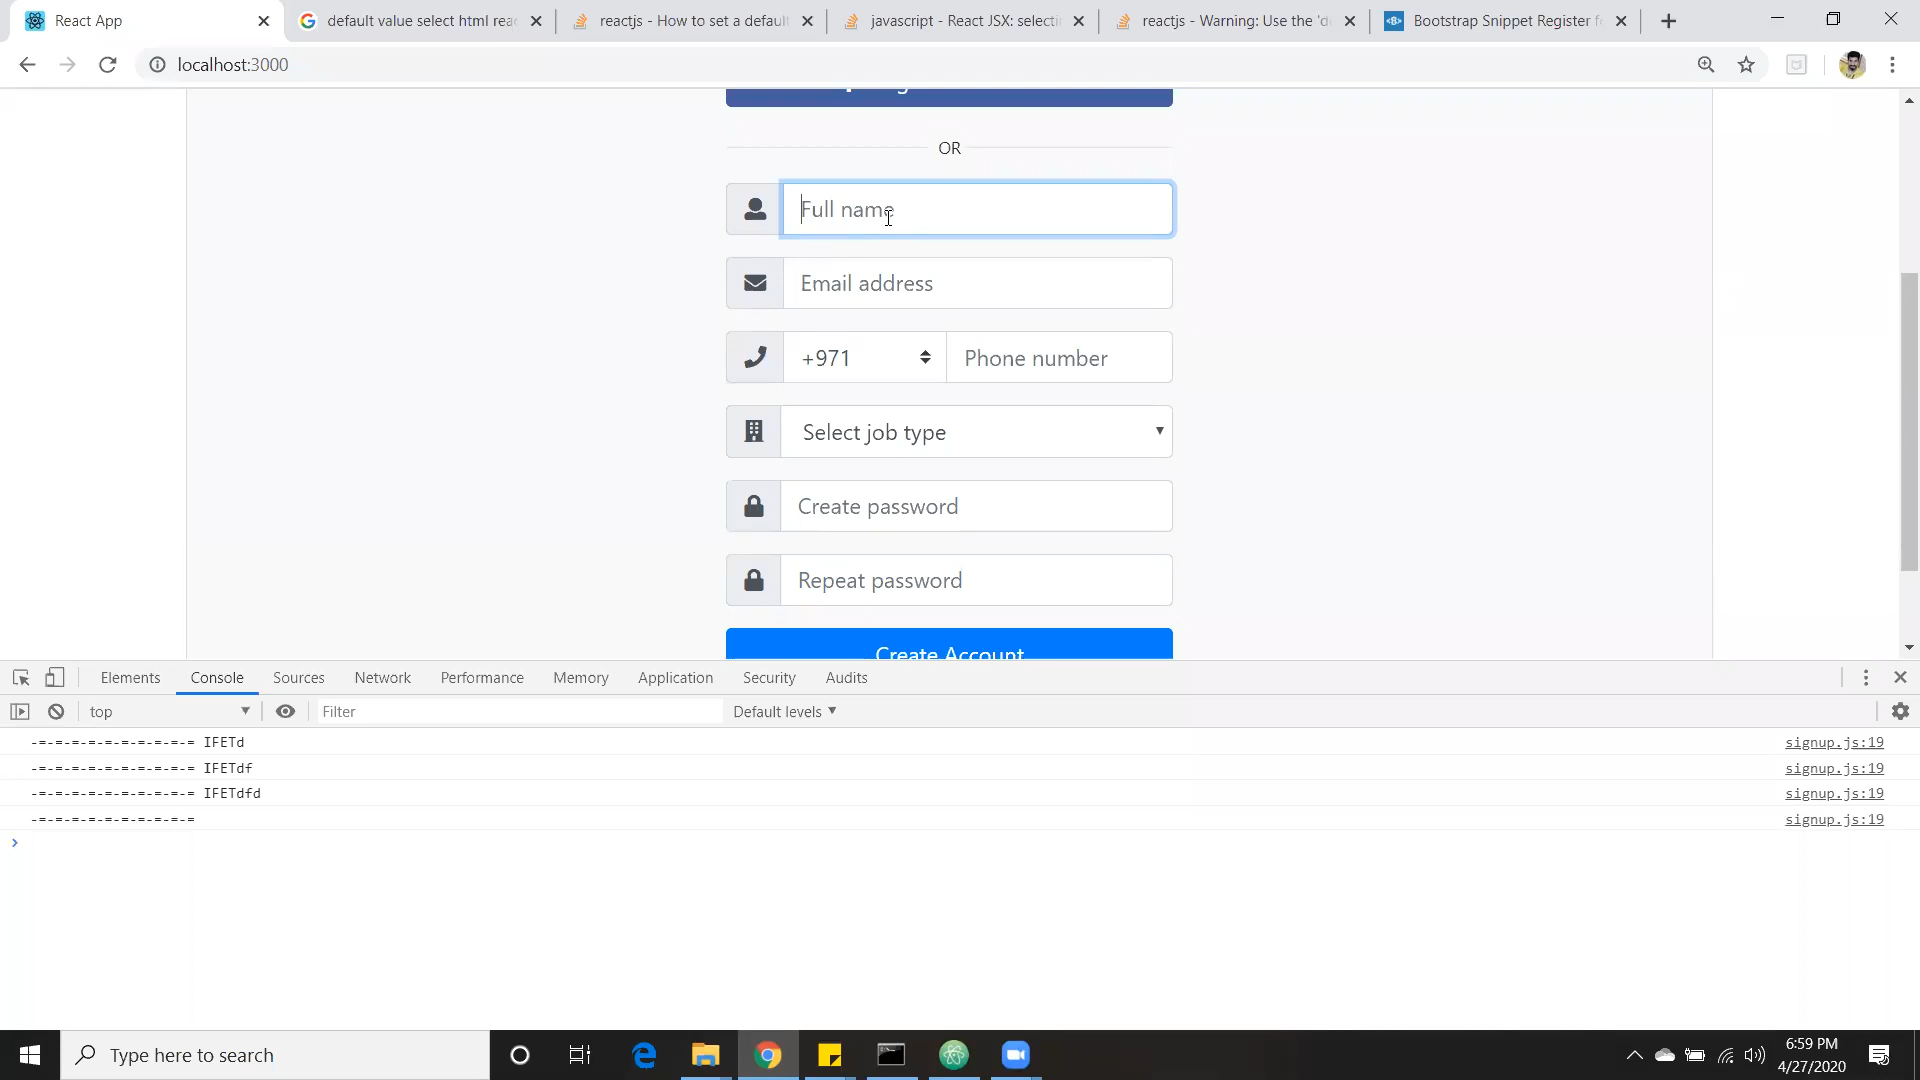 React App
default value select html rea
reactjs - How to set a default
javascript - React JSX: selecti
reactjs - Warning: Use the 'de
Bootstrap Snippet Register f
localhost:3000
OR
Full name
Email address
+971
Phone number
Select job type
Create password
Repeat password
Create Account
Elements
Console
Sources
Network
Performance
Memory
Application
Security
Audits
top
Filter
Default levels
-=-=-=-=-=-=-=-=-=-= IFETd
signup.js:19
-=-=-=-=-=-=-=-=-=-= IFETdf
signup.js:19
-=-=-=-=-=-=-=-=-=-= IFETdfd
signup.js:19
-=-=-=-=-=-=-=-=-=-=
signup.js:19
Type here to search
6:59 PM
4/27/2020